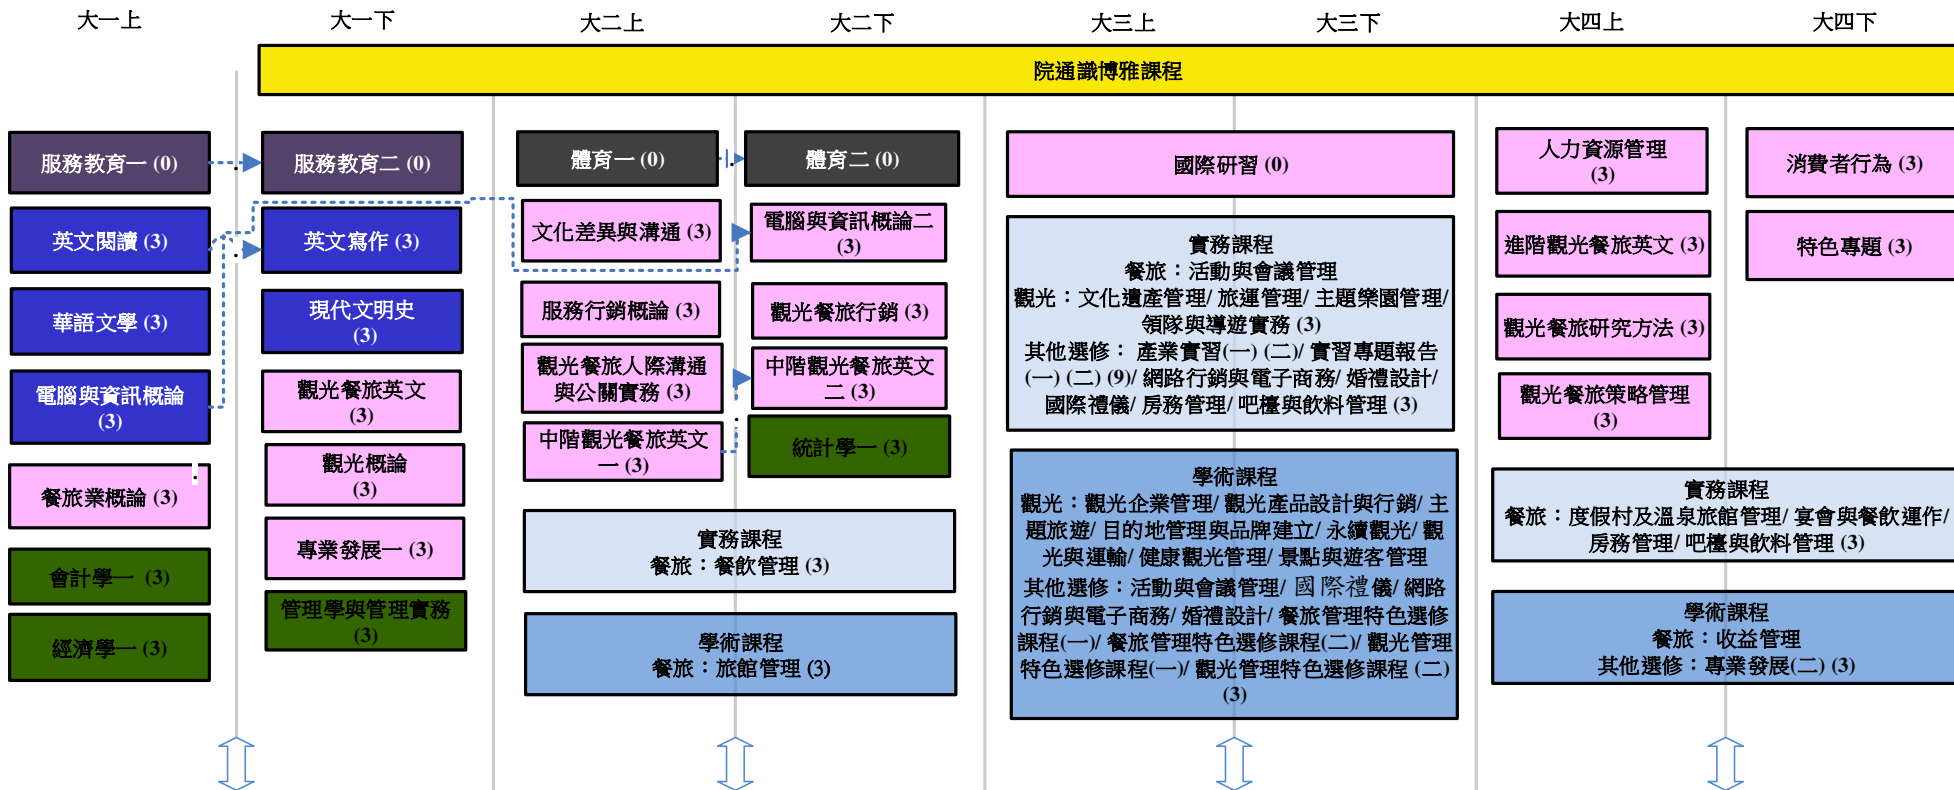 大一上
大一下
大二上
大二下
大三上
大三下
大四上
大四下
院通識博雅課程
服務教育一 (0)
英文閱讀 (3)
華語文學 (3)
電腦與資訊概論
(3)
餐旅業概論 (3)
會計學一 (3)
經濟學一 (3)
服務教育二 (0)
英文寫作 (3)
現代文明史
(3)
觀光餐旅英文
(3)
觀光概論
(3)
專業發展一 (3)
管理學與管理實務
(3)
體育一 (0)
文化差異與溝通 (3)
服務行銷概論 (3)
觀光餐旅人際溝通
與公關實務 (3)
中階觀光餐旅英文
一 (3)
體育二 (0)
電腦與資訊概論二
(3)
觀光餐旅行銷 (3)
中階觀光餐旅英文
二 (3)
統計學一 (3)
實務課程
餐旅：餐飲管理 (3)
學術課程
餐旅：旅館管理 (3)
國際研習 (0)
實務課程
餐旅：活動與會議管理
觀光：文化遺產管理/ 旅運管理/ 主題樂園管理/
領隊與導遊實務 (3)
其他選修： 產業實習(一) (二)/ 實習專題報告
(一) (二) (9)/ 網路行銷與電子商務/ 婚禮設計/
國際禮儀/ 房務管理/ 吧檯與飲料管理 (3)
學術課程
觀光：觀光企業管理/ 觀光產品設計與行銷/ 主
題旅遊/ 目的地管理與品牌建立/ 永續觀光/ 觀
光與運輸/ 健康觀光管理/ 景點與遊客管理
其他選修：活動與會議管理/ 國際禮儀/ 網路
行銷與電子商務/ 婚禮設計/ 餐旅管理特色選修
課程(一)/ 餐旅管理特色選修課程(二)/ 觀光管理
特色選修課程(一)/ 觀光管理特色選修課程 (二)
(3)
人力資源管理
(3)
進階觀光餐旅英文 (3)
觀光餐旅研究方法 (3)
觀光餐旅策略管理
(3)
消費者行為 (3)
特色專題 (3)
實務課程
餐旅：度假村及溫泉旅館管理/ 宴會與餐飲運作/
房務管理/ 吧檯與飲料管理 (3)
學術課程
餐旅：收益管理
其他選修：專業發展(二) (3)